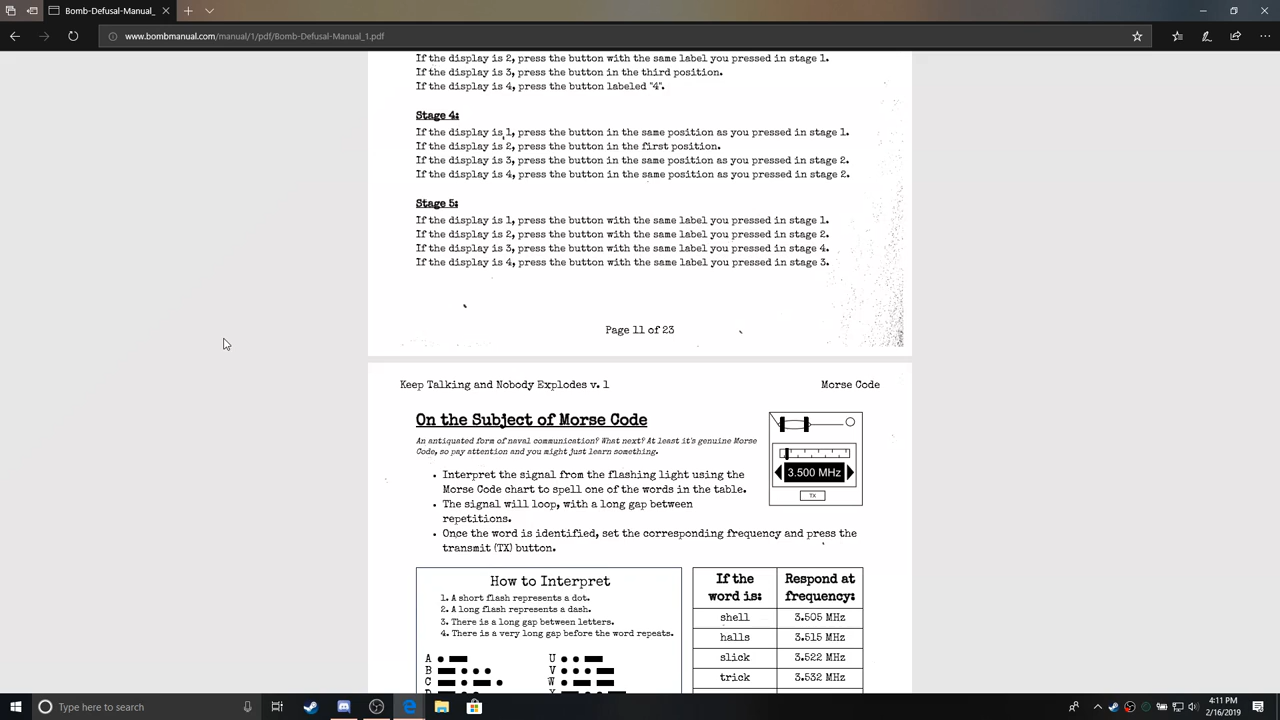 Bomb-Defusal-Manual_
www.bombmanual.com/manual/1/pdf/Bomb-Defusal-Manual_1.pdf
If the display is 2, press the button with the same label you pressed in stage 1.
If the display is 3, press the button in the third position.
If the display is 4, press the button labeled "4".
Stage 4:
If the display is 1, press the button in the same position as you pressed in stage 1.
If the display is 2, press the button in the first position.
If the display is 3, press the button in the same position as you pressed in stage 2.
If the display is 4, press the button in the same position as you pressed in stage 2.
Stage 5:
If the display is 1, press the button with the same label you pressed in stage 1.
If the display is 2, press the button with the same label you pressed in stage 2.
If the display is 3, press the button with the same label you pressed in stage 4.
If the display is 4, press the button with the same label you pressed in stage 3.
Page 11 of 23
Keep Talking and Nobody Explodes v. 1
Morse Code
On the Subject of Morse Code
An antiquated form of naval communication? What next? At least it's genuine Morse
Code, so pay attention and you might just learn something.
Interpret the signal from the flashing light using the
Morse Code chart to spell one of the words in the table.
The signal will loop, with a long gap between
repetitions.
Once the word is identified, set the corresponding frequency and press the
transmit (TX) button.
3.500 MHz
TX
How to Interpret
1. A short flash represents a dot.
2. A long flash represents a dash.
3. There is a long gap between letters.
4. There is a very long gap before the word repeats.
A
B
C
U
V
W
If the word is: Respond at frequency:
shell 3.505 MHz
halls 3.515 MHz
slick 3.522 MHz
trick 3.532 MHz
Type here to search
4:11 PM
2/16/2019